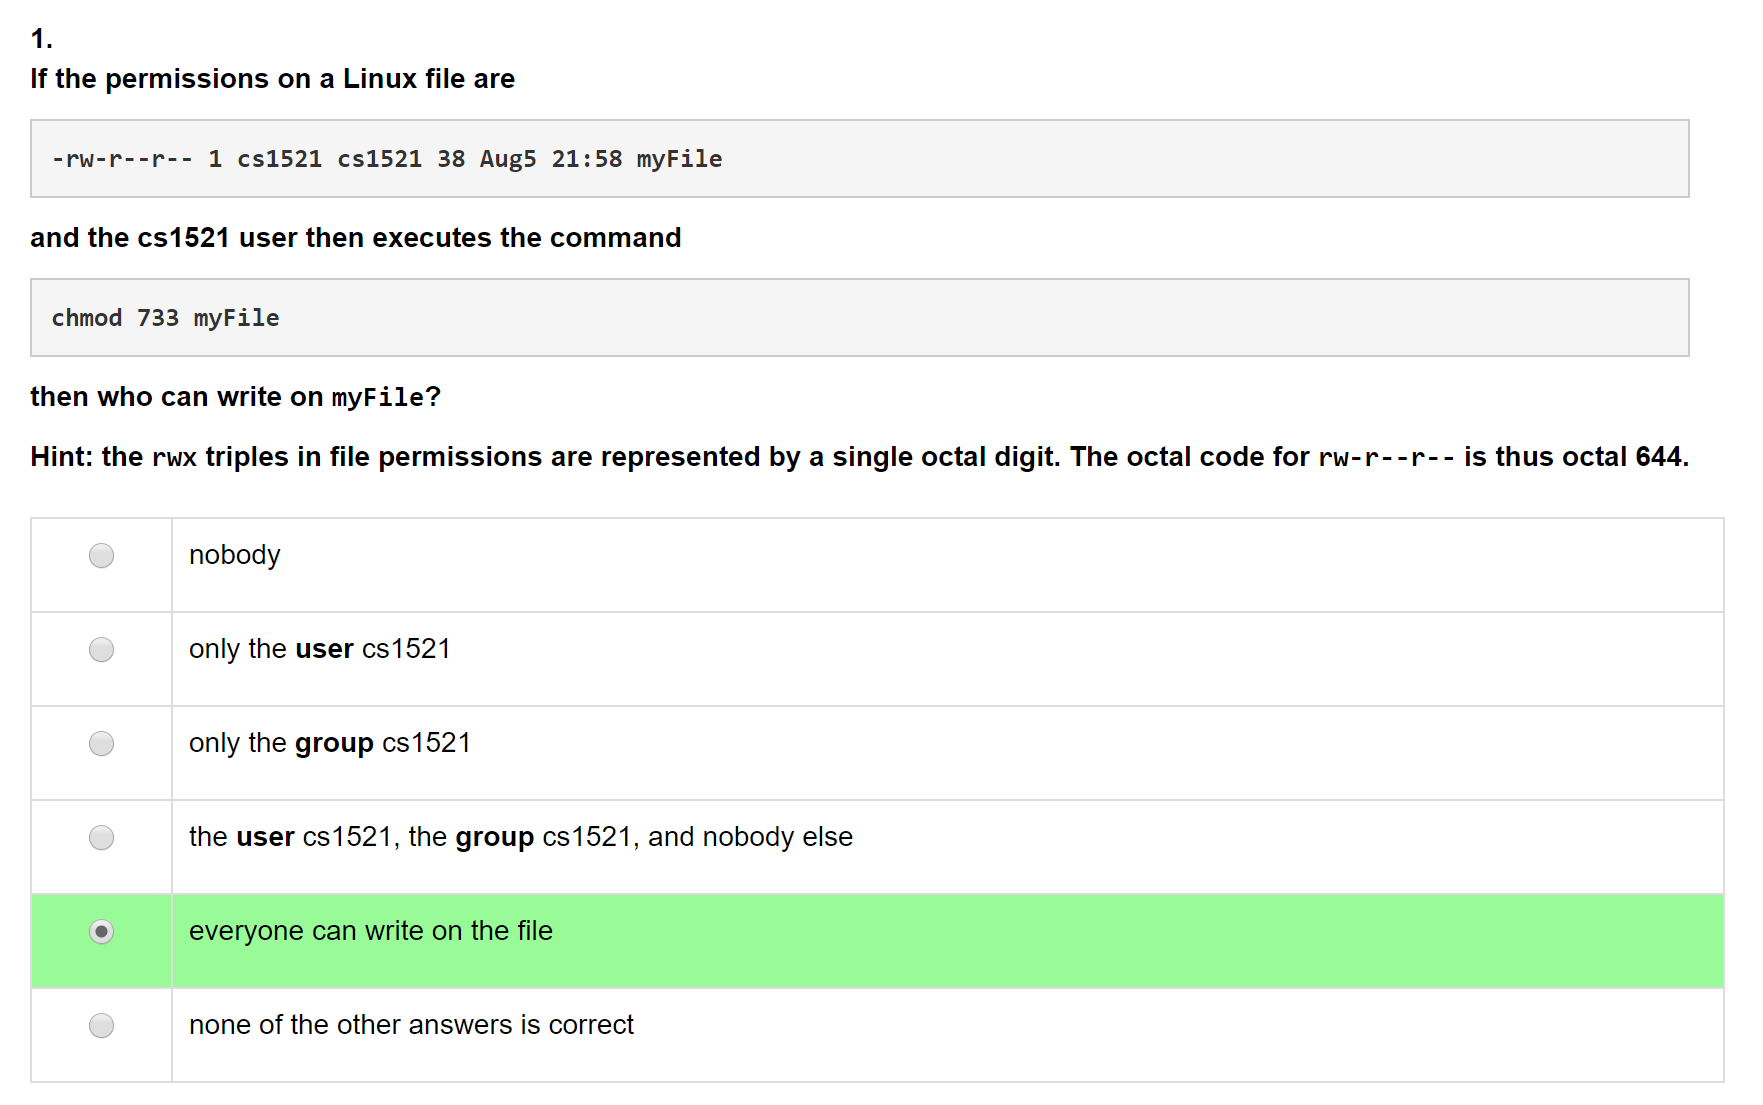 1.
If the permissions on a Linux file are
-rw-r--r-- 1 cs1521 cs1521 38 Aug5 21:58 myFile
and the cs1521 user then executes the command
chmod 733 myFile
then who can write on myFile?
Hint: the rwx triples in file permissions are represented by a single octal digit. The octal code for rw-r--r-- is thus octal 644.
nobody
only the user cs1521
only the group cs1521
the user cs1521, the group cs1521, and nobody else
everyone can write on the file
none of the other answers is correct